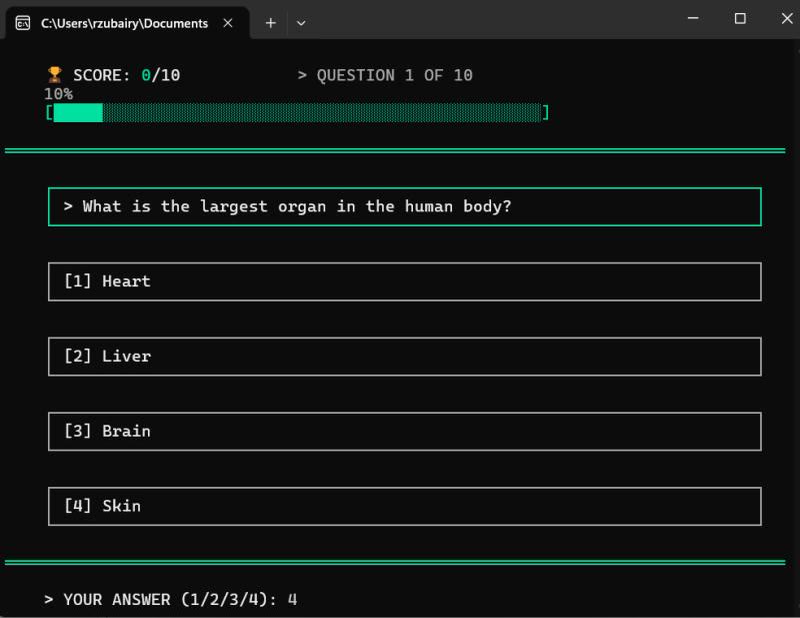 C:\Users\rzubairy\Documents
🏆 SCORE: 0/10 > QUESTION 1 OF 10
10%
[ ]
> What is the largest organ in the human body?
[1] Heart
[2] Liver
[3] Brain
[4] Skin
> YOUR ANSWER (1/2/3/4): 4